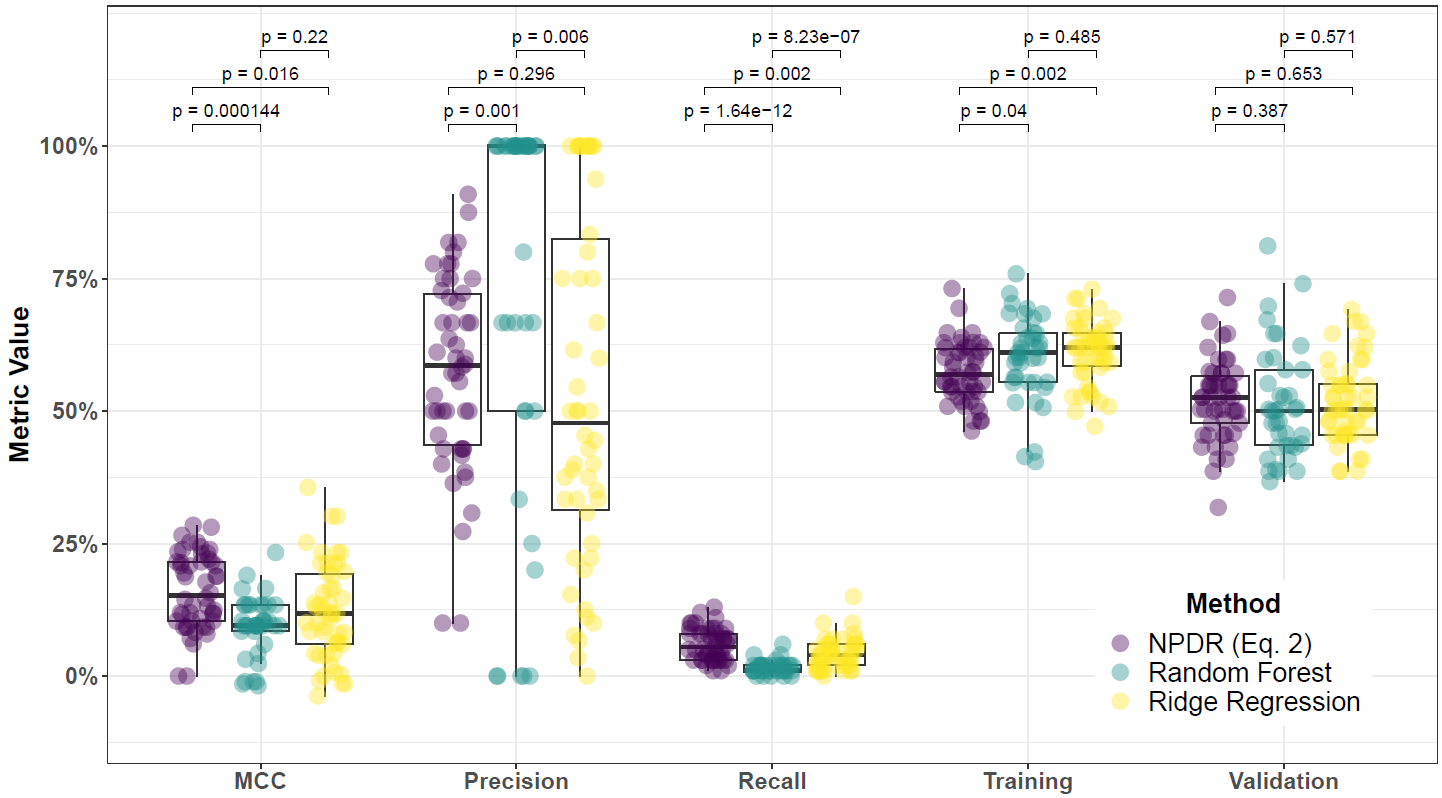 p = 0.22
p = 0.006
p = 8.23e−07
p = 0.485
p = 0.571
p = 0.016
p = 0.296
p = 0.002
p = 0.002
p = 0.653
p = 0.000144
p = 0.001
p = 1.64e−12
p = 0.04
p = 0.387
100%
75%
50%
25%
0%
Metric Value
Method
NPDR (Eq. 2)
Random Forest
Ridge Regression
MCC
Precision
Recall
Training
Validation